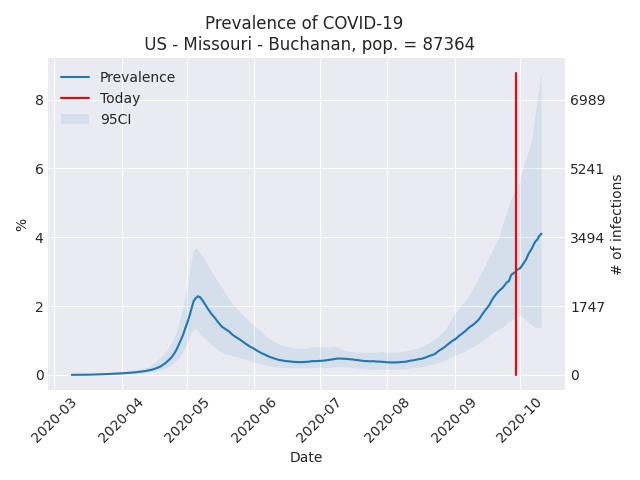 Prevalence of COVID-19
US - Missouri - Buchanan, pop. = 87364
Prevalence
Today
95CI
8
6
4
2
0
%
6989
5241
3494
1747
0
# of infections
2020-03
2020-04
2020-05
2020-06
2020-07
2020-08
2020-09
2020-10
Date